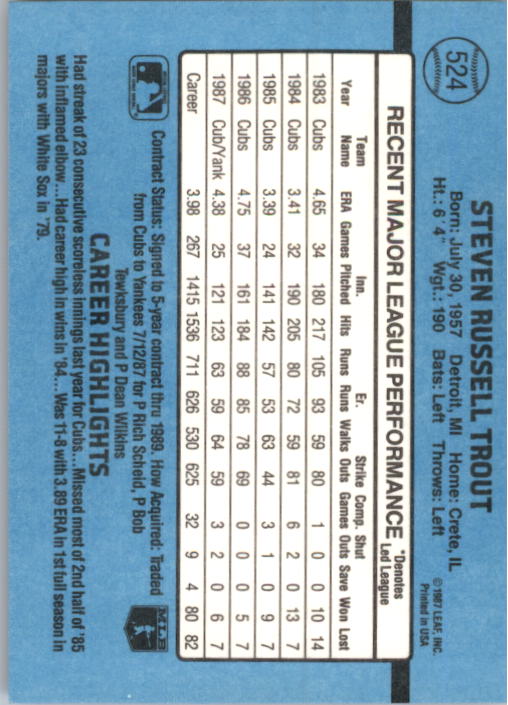 524
STEVEN RUSSELL TROUT
Born: July 30, 1957 Detroit, MI Home: Crete, IL
Ht.: 6' 4" Wgt.: 190 Bats: Left Throws: Left
©1987 LEAF, INC.
Printed in USA
RECENT MAJOR LEAGUE PERFORMANCE *Denotes Led League
Year Team Name ERA Games Inn. Pitched Hits Runs Er. Runs Walks Strike Outs Comp. Games Shut Outs Save Won Lost
1983 Cubs 4.65 34 180 217 105 93 59 80 1 0 0 10 14
1984 Cubs 3.41 32 190 205 80 72 59 81 6 2 0 13 7
1985 Cubs 3.39 24 141 142 57 53 63 44 3 1 0 9 7
1986 Cubs 4.75 37 161 184 88 85 78 69 0 0 0 5 7
1987 Cub/Yank 4.38 25 121 123 63 59 64 59 3 2 0 6 7
Career 3.98 267 1415 1536 711 626 530 625 32 9 4 80 82
Contract Status: Signed to 5-year contract thru 1989. How Acquired: Traded
from Cubs to Yankees 7/12/87 for P Rich Scheid, P Bob
Tewksbury and P Dean Wilkins
MLB
CAREER HIGHLIGHTS
Had streak of 23 consecutive scoreless innings last year for Cubs...Missed most of 2nd half of '85
with inflamed elbow...Had career high in wins in '84...Was 11-8 with 3.89 ERA in 1st full season in
majors with White Sox in '79.